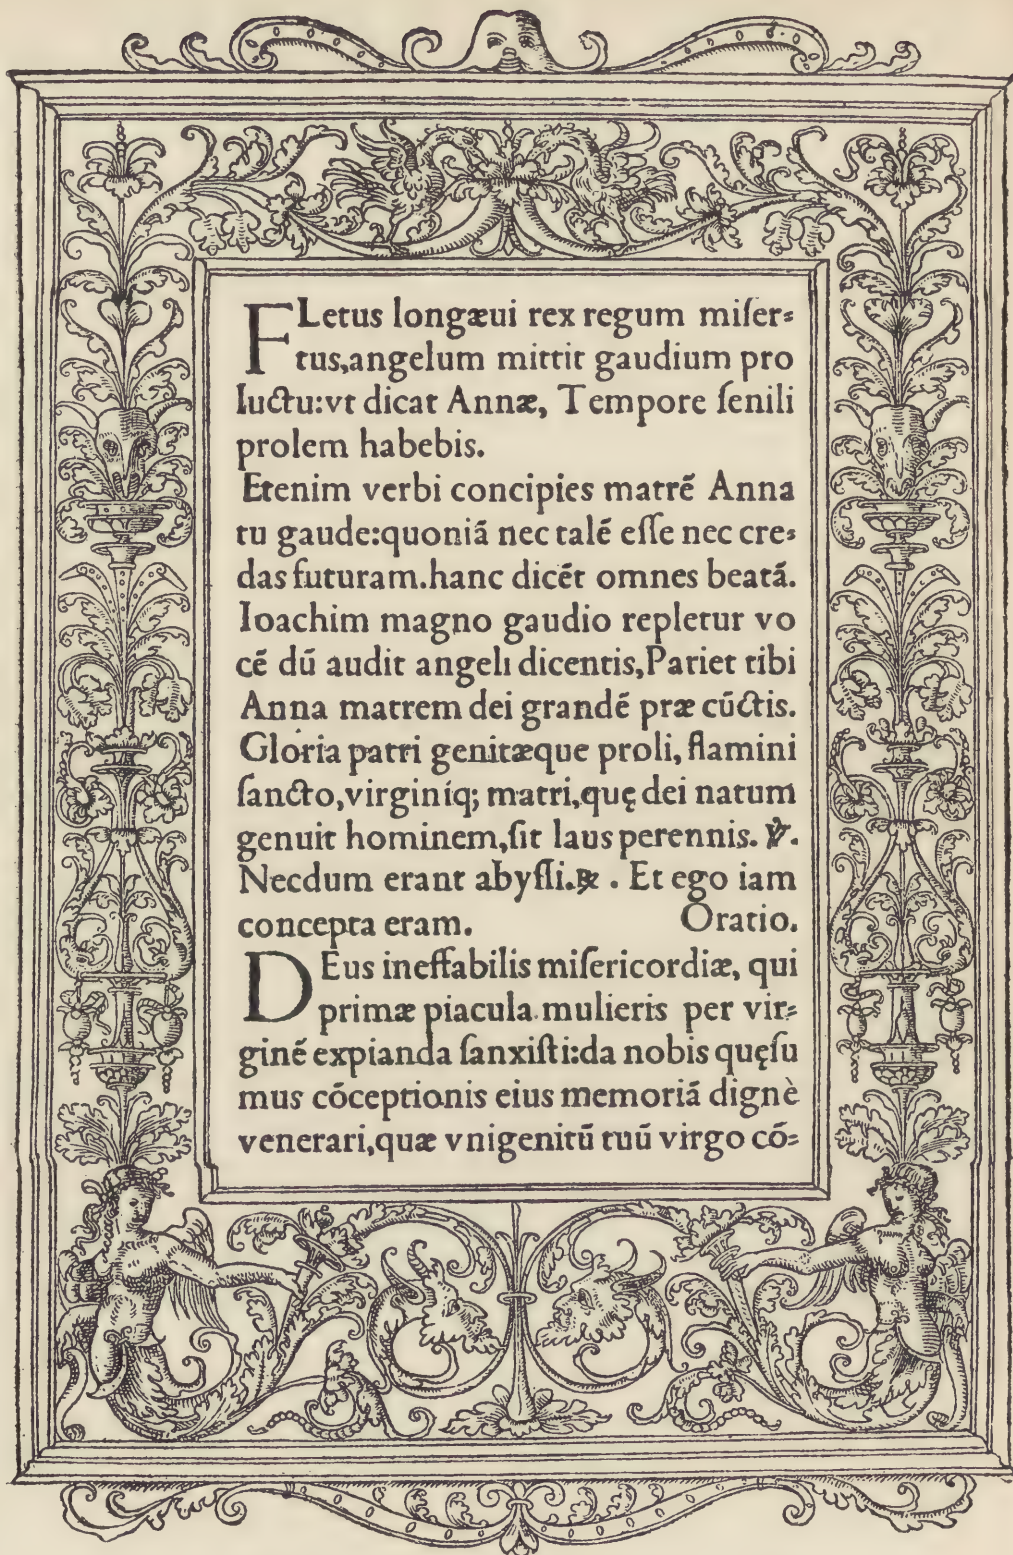 FLetus longæui rex regum miſer⸗
tus,angelum mittit gaudium pro
luctu:vt dicat Annæ, Tempore ſenili
prolem habebis.
Etenim verbi concipies matrẽ Anna
tu gaude:quoniã nec talẽ eſſe nec cre⸗
das futuram.hanc dicẽt omnes beatã.
Ioachim magno gaudio repletur vo
cẽ dũ audit angeli dicentis,Pariet tibi
Anna matrem dei grandẽ præ cũctis.
Gloria patri genitæque proli, flamini
ſancto,virginiq; matri,quę dei natum
genuit hominem,ſit laus perennis. ℣.
Necdum erant abyſſi.℟ . Et ego iam
concepta eram. Oratio.
DEus ineffabilis miſericordiæ, qui
primæ piacula mulieris per vir⸗
ginẽ expianda ſanxiſti:da nobis quęſu
mus cõceptionis eius memoriã dignè
venerari,quæ vnigenitũ tuũ virgo cõ⸗